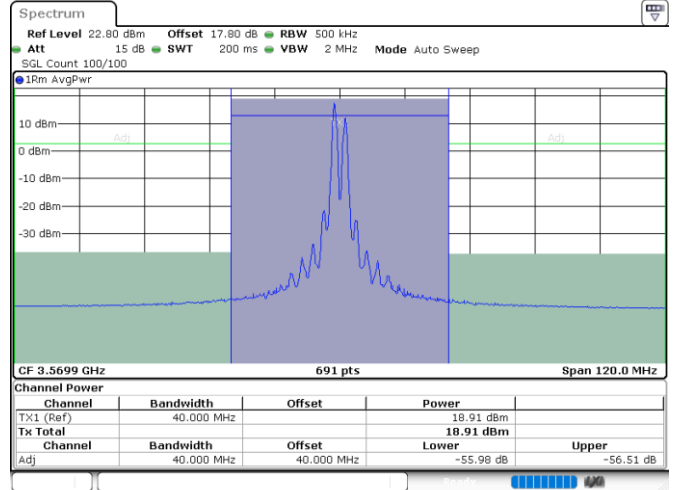 Spectrum
Ref Level 22.80 dBm Offset 17.80 dB RBW 500 kHz
Att 15 dB SWT 200 ms VBW 2 MHz Mode Auto Sweep
SGL Count 100/100
1Rm AvgPwr
10 dBm
Adj Adj
0 dBm
-10 dBm
-20 dBm
-30 dBm
CF 3.5699 GHz 691 pts Span 120.0 MHz
Channel Power
Channel Bandwidth Offset Power
TX1 (Ref) 40.000 MHz 18.91 dBm
Tx Total 18.91 dBm
Channel Bandwidth Offset Lower Upper
Adj 40.000 MHz 40.000 MHz -55.98 dB -56.51 dB
Ready